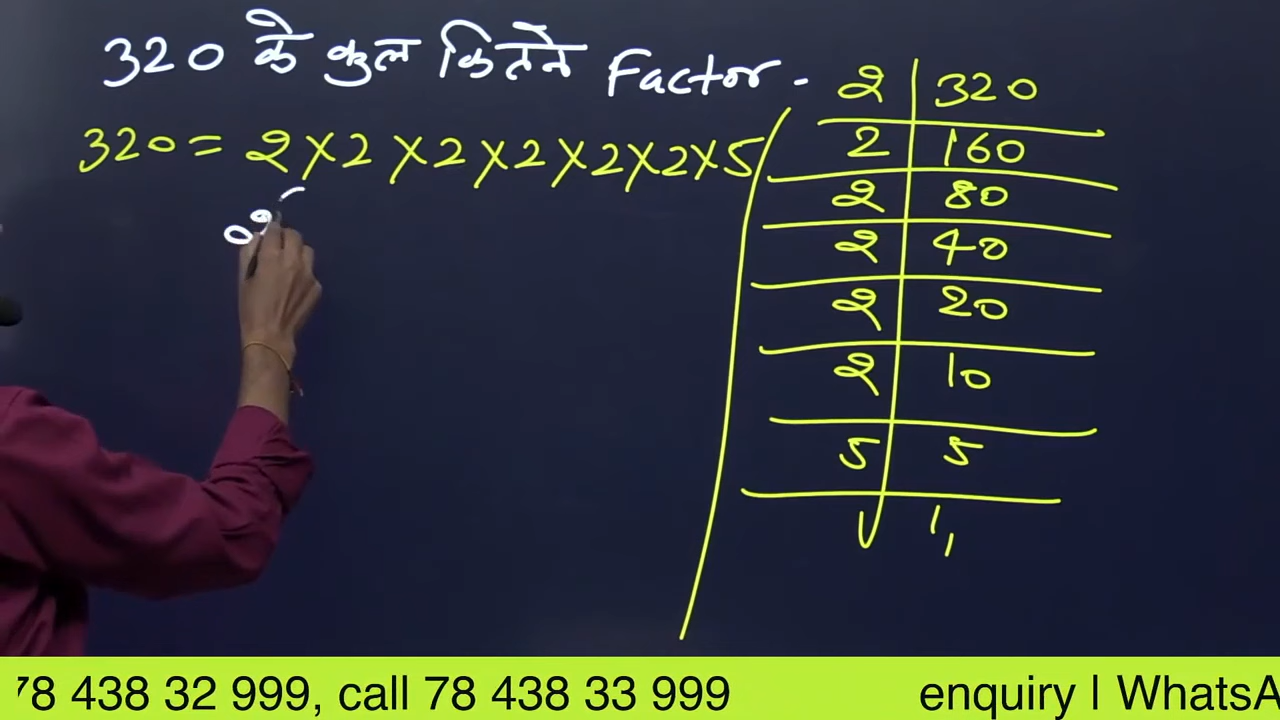 320 के कुल कितने Factor.
320 = 2 × 2 × 2 × 2 × 2 × 2 × 5
2 320
2 160
2 80
2 40
2 20
2 10
5 5
1
78 438 32 999, call 78 438 33 999 enquiry I WhatsA